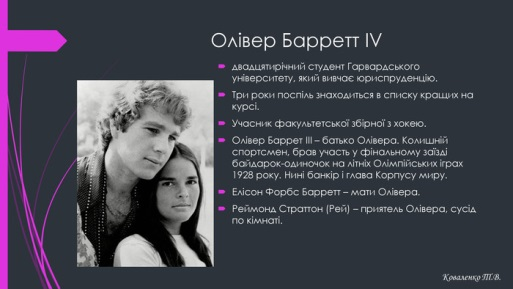 Олівер Барретт IV
двадцятирічний студент Гарвардського
університету, який вивчає юриспруденцію.
Три роки поспіль знаходиться в списку кращих на
курсі.
Учасник факультетської збірної з хокею.
Олівер Баррет III – батько Олівера. Колишній
спортсмен, брав участь у фінальному заїзді
байдарок-одиночок на літніх Олімпійських іграх
1928 року. Нині банкір і глава Корпусу миру.
Елісон Форбс Барретт – мати Олівера.
Реймонд Страттон (Рей) – приятель Олівера, сусід
по кімнаті.
Коваленко Т.В.